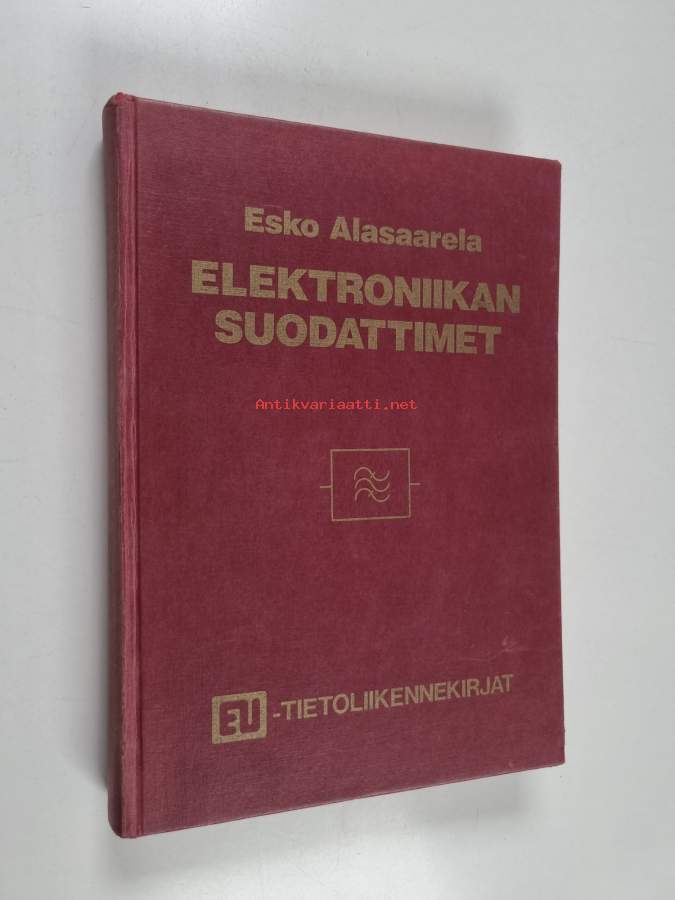 Esko Alasaarela
ELEKTRONIIKAN
SUODATTIMET
Antikvariaatti.net
EU -TIETOLIIKENNEKIRJAT